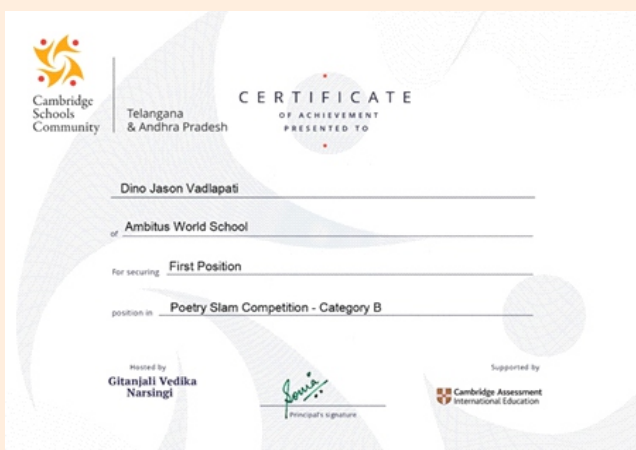 Cambridge
Schools
Community
Telangana
& Andhra Pradesh
CERTIFICATE
OF ACHIEVEMENT
PRESENTED TO
Dino Jason Vadlapati
of Ambitus World School
For securing First Position
position in Poetry Slam Competition - Category B
Hosted by
Gitanjali Vedika
Narsingi
Sonia
Principal's signature
Supported by
Cambridge Assessment
International Education